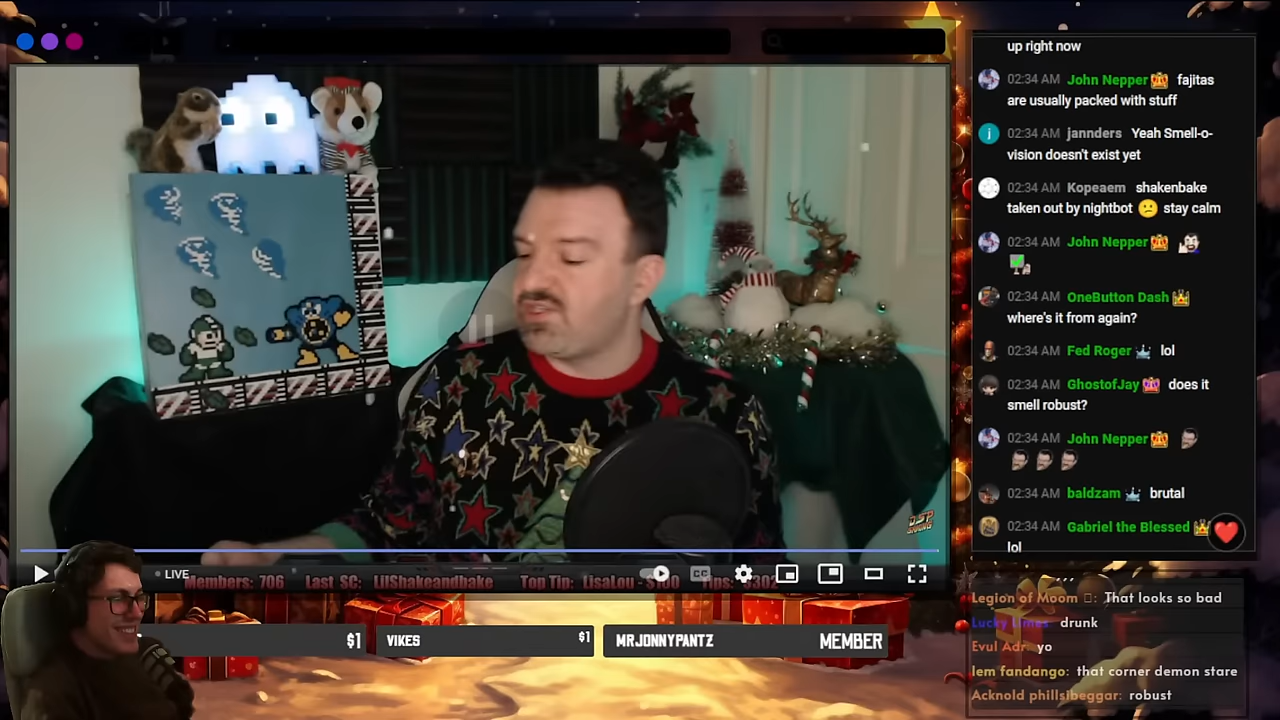 up right now
02:34 AM John Nepper fajitas
are usually packed with stuff
j 02:34 AM jannders Yeah Smell-o-
vision doesn't exist yet
02:34 AM Kopeaem shakenbake
taken out by nightbot stay calm
02:34 AM John Nepper
02:34 AM OneButton Dash
where's it from again?
02:34 AM Fed Roger lol
02:34 AM GhostofJay does it
smell robust?
02:34 AM John Nepper
02:34 AM baldzam brutal
02:34 AM Gabriel the Blessed
lol
LIVE
CC
Members: 706 Last SC: LilShakeandbake Top Tip: LisaLou - $100
$1
VIKES $1
MRJONNYPANTZ MEMBER
Legion of Moom : That looks so bad
Lucky Limes: drunk
Evul Adr: yo
lem fandango: that corner demon stare
Acknold phillsibeggar: robust